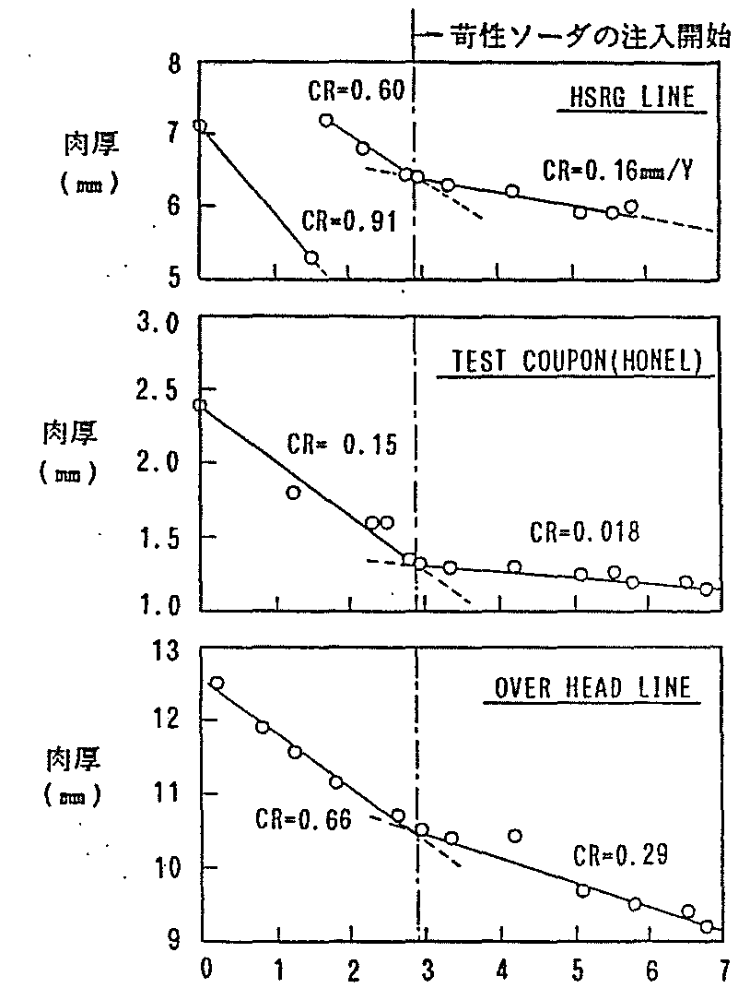 苛性ソーダの注入開始
8
CR=0.60
HSRG LINE
7
肉厚
(mm)
CR=0.16mm/Y
6
CR=0.91
5
3.0
TEST COUPON(HONEL)
2.5
肉厚
(mm)
CR= 0.15
2.0
CR=0.018
1.5
1.0
13
OVER HEAD LINE
12
肉厚
(mm)
11
CR=0.66
CR=0.29
10
9
0 1 2 3 4 5 6 7